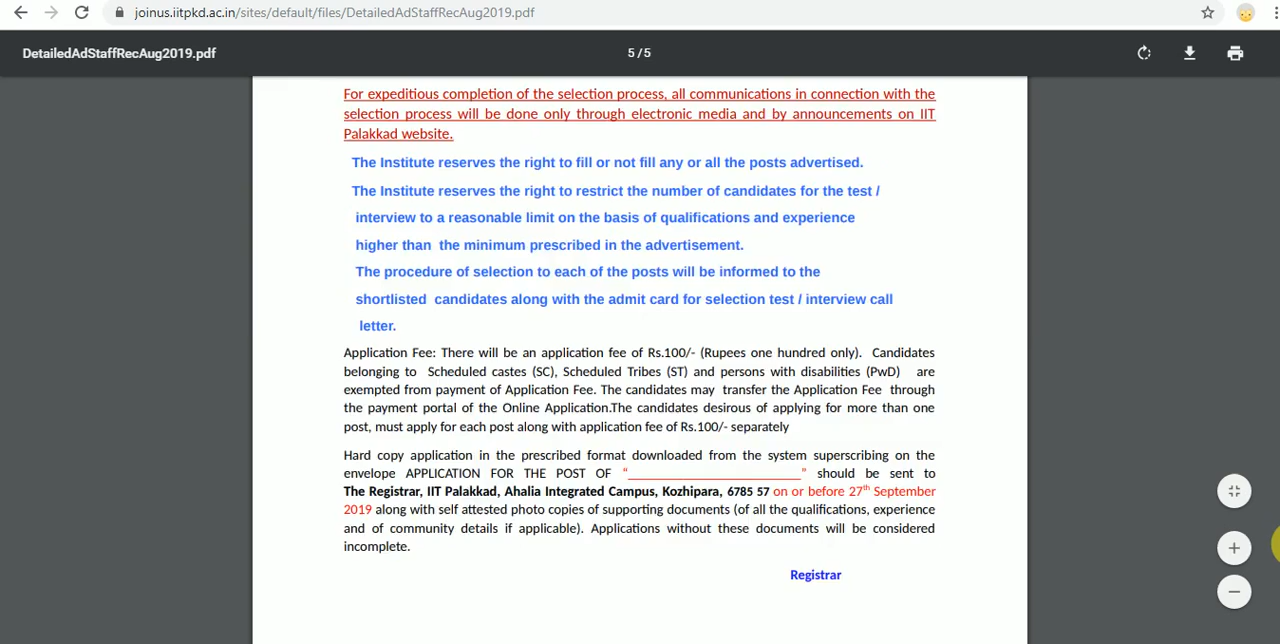 joinus.iitpkd.ac.in/sites/default/files/DetailedAdStaffRecAug2019.pdf
DetailedAdStaffRecAug2019.pdf
5/5
For expeditious completion of the selection process, all communications in connection with the
selection process will be done only through electronic media and by announcements on IIT
Palakkad website.
The Institute reserves the right to fill or not fill any or all the posts advertised.
The Institute reserves the right to restrict the number of candidates for the test /
interview to a reasonable limit on the basis of qualifications and experience
higher than the minimum prescribed in the advertisement.
The procedure of selection to each of the posts will be informed to the
shortlisted candidates along with the admit card for selection test / interview call
letter.
Application Fee: There will be an application fee of Rs.100/- (Rupees one hundred only). Candidates
belonging to Scheduled castes (SC), Scheduled Tribes (ST) and persons with disabilities (PwD) are
exempted from payment of Application Fee. The candidates may transfer the Application Fee through
the payment portal of the Online Application.The candidates desirous of applying for more than one
post, must apply for each post along with application fee of Rs.100/- separately
Hard copy application in the prescribed format downloaded from the system superscribing on the
envelope APPLICATION FOR THE POST OF “_______________________” should be sent to
The Registrar, IIT Palakkad, Ahalia Integrated Campus, Kozhipara, 6785 57 on or before 27th September
2019 along with self attested photo copies of supporting documents (of all the qualifications, experience
and of community details if applicable). Applications without these documents will be considered
incomplete.
Registrar